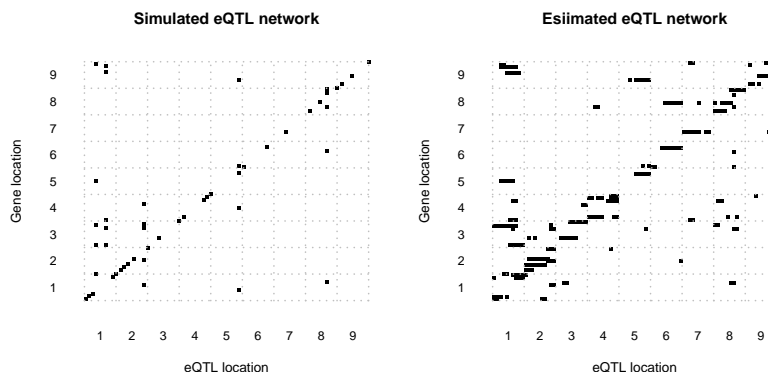 Simulated eQTL network
Gene location
9
8
7
6
5
4
3
2
1
1 2 3 4 5 6 7 8 9
eQTL location
Esiimated eQTL network
Gene location
9
8
7
6
5
4
3
2
1
1 2 3 4 5 6 7 8 9
eQTL location